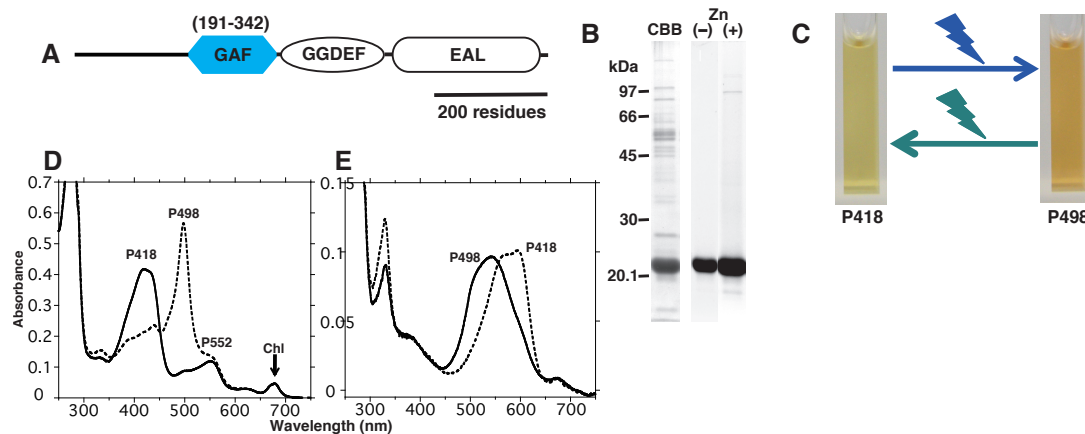 A
(191-342)
GAF
GGDEF
EAL
200 residues
B
Zn
CBB (–) (+)
kDa
97
66
45
30
20.1
C
P418
P498
D
0.7
0.6
0.5
0.4
0.3
0.2
0.1
0
Absorbance
P418
P498
P552
Chl
300 400 500 600 700
Wavelength (nm)
E
0.15
0.1
0.05
0
P498
P418
300 400 500 600 700
Wavelength (nm)